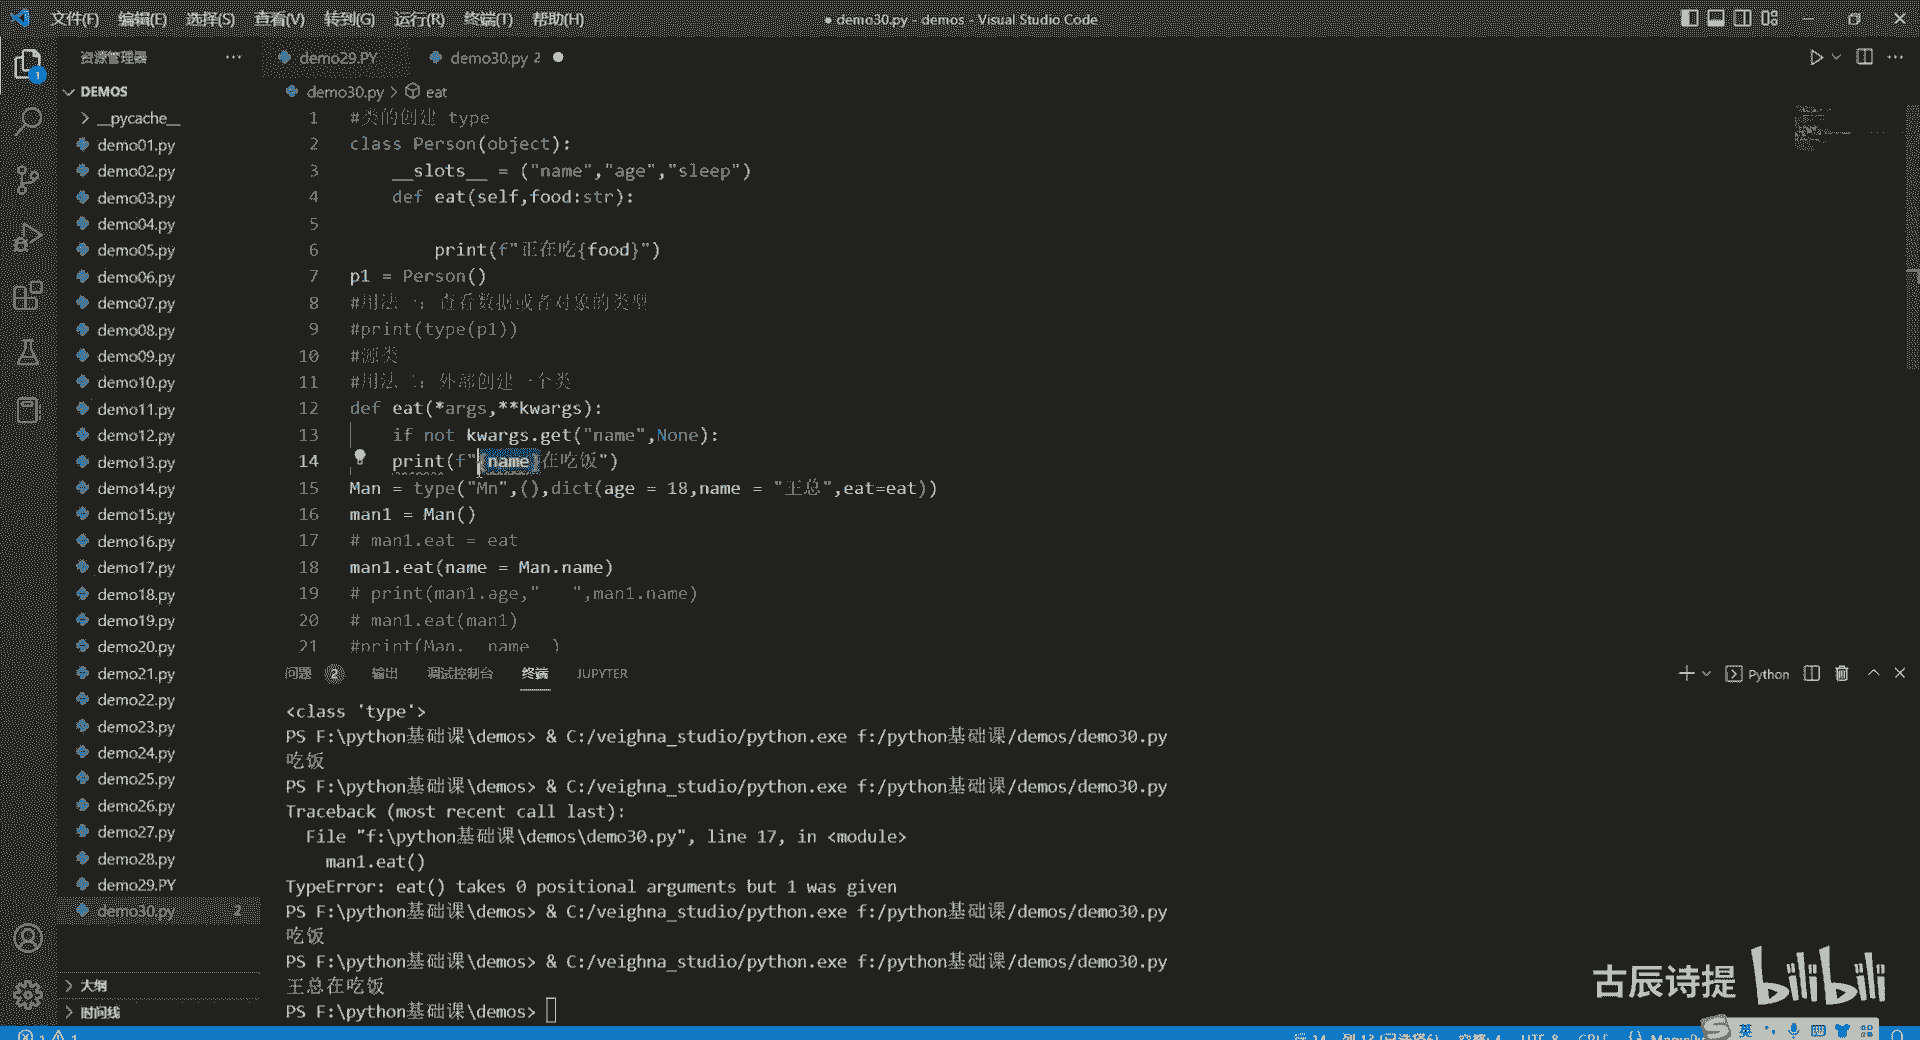 文件(F) 编辑(E) 选择(S) 查看(V) 转到(G) 运行(R) 终端(T) 帮助(H)
● demo30.py - demos - Visual Studio Code
资源管理器 ···
demo29.PY
demo30.py 2 ●
DEMOS
demo30.py > eat
__pycache__
demo01.py
demo02.py
demo03.py
demo04.py
demo05.py
demo06.py
demo07.py
demo08.py
demo09.py
demo10.py
demo11.py
demo12.py
demo13.py
demo14.py
demo15.py
demo16.py
demo17.py
demo18.py
demo19.py
demo20.py
demo21.py
demo22.py
demo23.py
demo24.py
demo25.py
demo26.py
demo27.py
demo28.py
demo29.PY
demo30.py 2
大纲
时间线
1 #类的创建 type
2 class Person(object):
3 __slots__ = ("name","age","sleep")
4 def eat(self,food:str):
5
6 print(f"正在吃{food}")
7 p1 = Person()
8 #用法一: 查看数据或者对象的类型
9 #print(type(p1))
10 #源类
11 #用法二: 外部创建一个类
12 def eat(*args,**kwargs):
13 if not kwargs.get("name",None):
14 print(f"{name}在吃饭")
15 Man = type("Mn",(),dict(age = 18,name = "王总",eat=eat))
16 man1 = Man()
17 # man1.eat = eat
18 man1.eat(name = Man.name)
19 # print(man1.age,"   ",man1.name)
20 # man1.eat(man1)
21 #print(Man.__name__)
问题 2 输出 调试控制台 终端 JUPYTER
Python
<class 'type'>
PS F:\python基础课\demos> & C:/veighna_studio/python.exe f:/python基础课/demos/demo30.py
吃饭
PS F:\python基础课\demos> & C:/veighna_studio/python.exe f:/python基础课/demos/demo30.py
Traceback (most recent call last):
File "f:\python基础课\demos\demo30.py", line 17, in <module>
man1.eat()
TypeError: eat() takes 0 positional arguments but 1 was given
PS F:\python基础课\demos> & C:/veighna_studio/python.exe f:/python基础课/demos/demo30.py
吃饭
PS F:\python基础课\demos> & C:/veighna_studio/python.exe f:/python基础课/demos/demo30.py
王总在吃饭
PS F:\python基础课\demos>
古辰诗提 bilibili
英